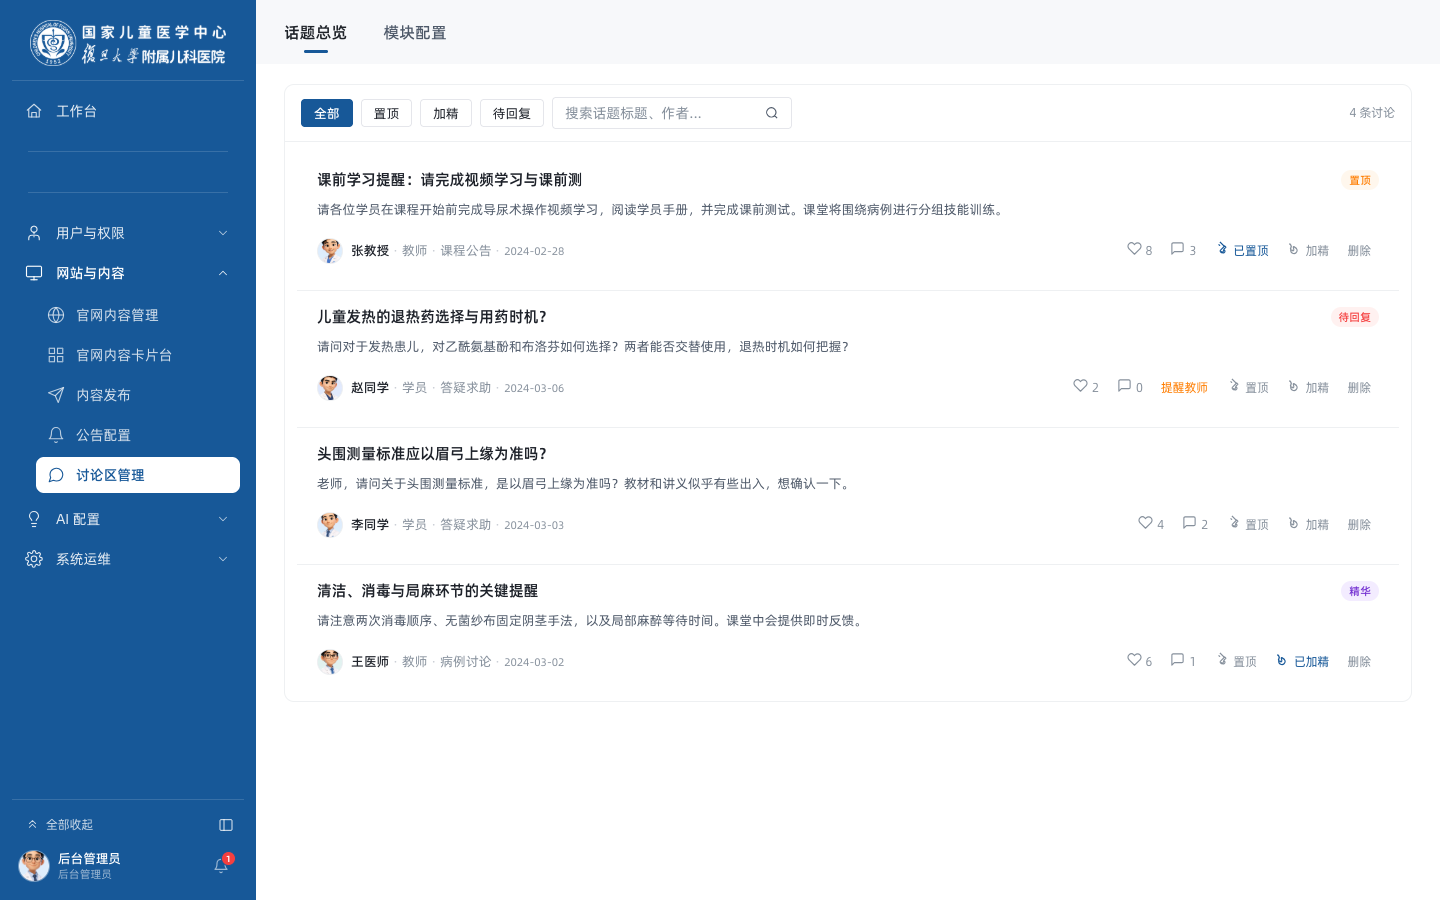 国家儿童医学中心
復旦大学附属儿科医院
工作台
用户与权限
网站与内容
官网内容管理
官网内容卡片台
内容发布
公告配置
讨论区管理
AI 配置
系统运维
全部收起
后台管理员
后台管理员
1
话题总览 模块配置
全部 置顶 加精 待回复 搜索话题标题、作者... 4 条讨论
课前学习提醒：请完成视频学习与课前测 置顶
请各位学员在课程开始前完成导尿术操作视频学习，阅读学员手册，并完成课前测试。课堂将围绕病例进行分组技能训练。
张教授 · 教师 · 课程公告 · 2024-02-28 8 3 已置顶 加精 删除
儿童发热的退热药选择与用药时机？ 待回复
请问对于发热患儿，对乙酰氨基酚和布洛芬如何选择？两者能否交替使用，退热时机如何把握？
赵同学 · 学员 · 答疑求助 · 2024-03-06 2 0 提醒教师 置顶 加精 删除
头围测量标准应以眉弓上缘为准吗？
老师，请问关于头围测量标准，是以眉弓上缘为准吗？教材和讲义似乎有些出入，想确认一下。
李同学 · 学员 · 答疑求助 · 2024-03-03 4 2 置顶 加精 删除
清洁、消毒与局麻环节的关键提醒 精华
请注意两次消毒顺序、无菌纱布固定阴茎手法，以及局部麻醉等待时间。课堂中会提供即时反馈。
王医师 · 教师 · 病例讨论 · 2024-03-02 6 1 置顶 已加精 删除